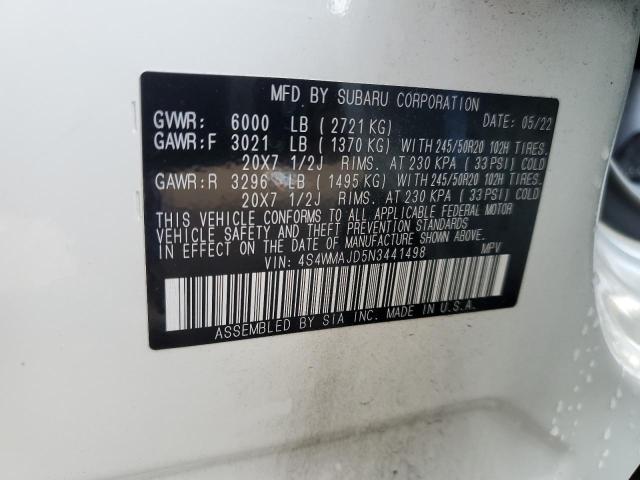 MFD BY SUBARU CORPORATION
GVWR: 6000 LB (2721 KG) DATE: 05/22
GAWR:F 3021 LB (1370 KG) WITH 245/50R20 102H TIRES.
20X7 1/2J RIMS. AT 230 KPA (33 PSI) COLD
GAWR:R 3296 LB (1495 KG) WITH 245/50R20 102H TIRES.
20X7 1/2J RIMS. AT 230 KPA (33 PSI) COLD
THIS VEHICLE CONFORMS TO ALL APPLICABLE FEDERAL MOTOR
VEHICLE SAFETY AND THEFT PREVENTION STANDARDS
IN EFFECT ON THE DATE OF MANUFACTURE SHOWN ABOVE.
VIN: 4S4WMAJD5N3441498 MPV
ASSEMBLED BY SIA INC. MADE IN U.S.A.